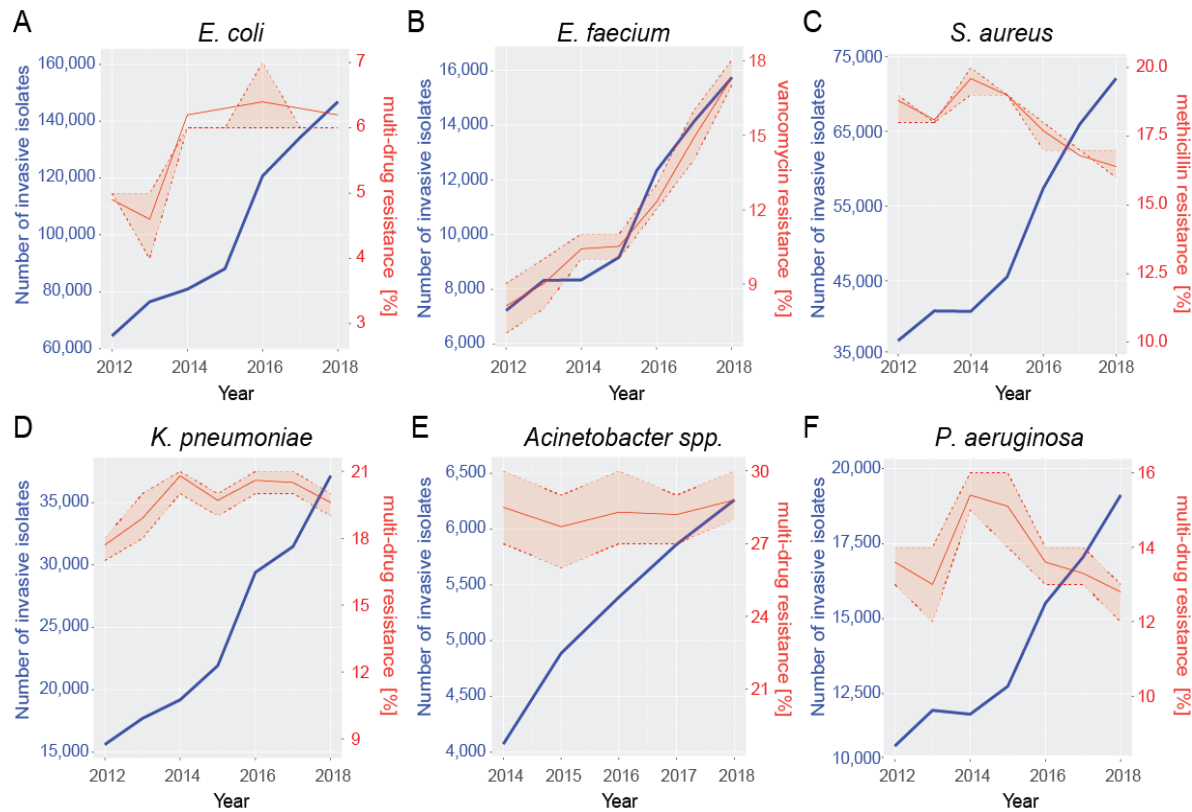 A
E. coli
Number of invasive isolates
160,000
140,000
120,000
100,000
80,000
60,000
7
6
5
4
3
multi-drug resistance [%]
2012 2014 2016 2018
Year
B
E. faecium
Number of invasive isolates
16,000
14,000
12,000
10,000
8,000
6,000
18
15
12
9
vancomycin resistance [%]
2012 2014 2016 2018
Year
C
S. aureus
Number of invasive isolates
75,000
65,000
55,000
45,000
35,000
20.0
17.5
15.0
12.5
10.0
methicillin resistance [%]
2012 2014 2016 2018
Year
D
K. pneumoniae
Number of invasive isolates
35,000
30,000
25,000
20,000
15,000
21
18
15
12
9
multi-drug resistance [%]
2012 2014 2016 2018
Year
E
Acinetobacter spp.
Number of invasive isolates
6,500
6,000
5,500
5,000
4,500
4,000
30
27
28
24
21
multi-drug resistance [%]
2014 2015 2016 2017 2018
Year
F
P. aeruginosa
Number of invasive isolates
20,000
17,500
15,000
12,500
10,000
16
14
12
10
multi-drug resistance [%]
2012 2014 2016 2018
Year